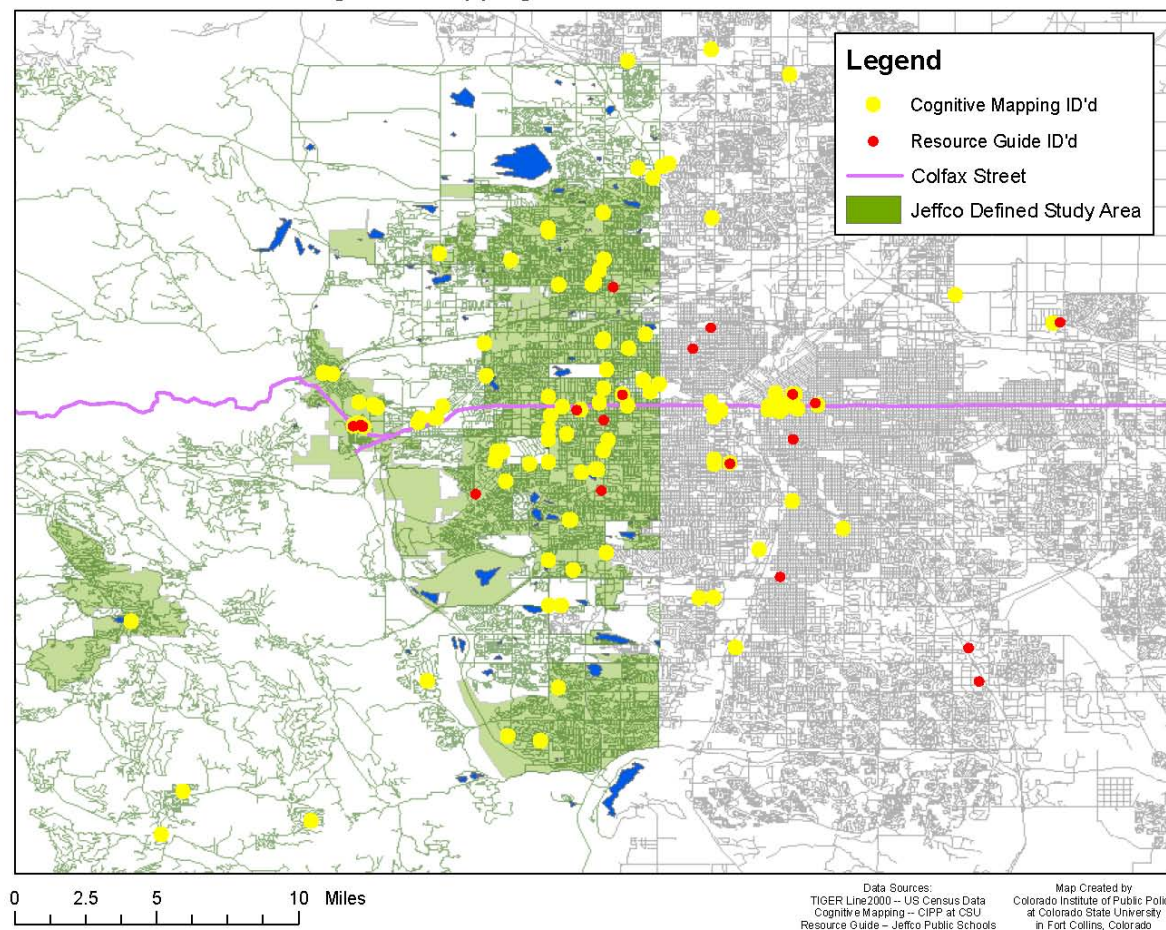 Legend
Cognitive Mapping ID'd
Resource Guide ID'd
Colfax Street
Jeffco Defined Study Area
0 2.5 5 10 Miles
Data Sources:
TIGER Line2000 -- US Census Data
Cognitive Mapping -- CIPP at CSU
Resource Guide – Jeffco Public Schools
Map Created by
Colorado Institute of Public Polic
at Colorado State University
in Fort Collins, Colorado